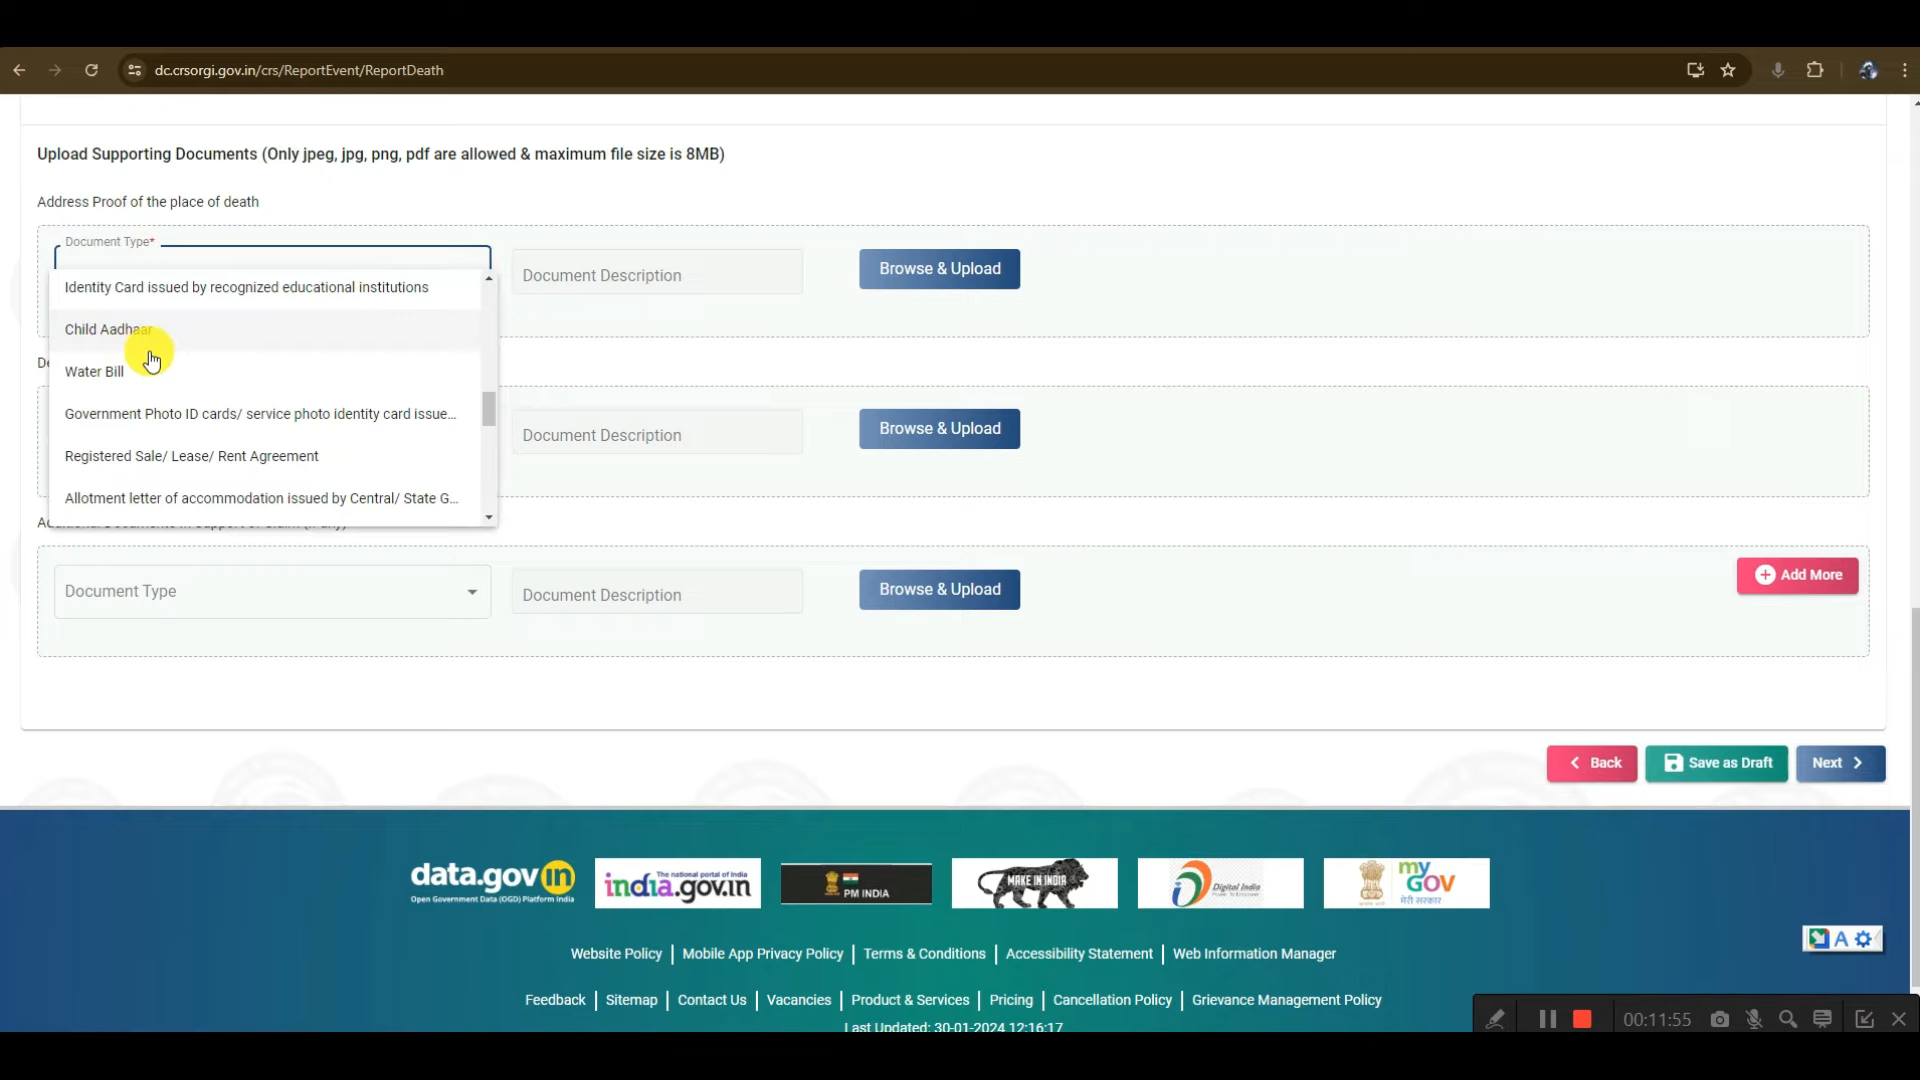 dc.crsorgi.gov.in/crs/ReportEvent/ReportDeath
Upload Supporting Documents (Only jpeg, jpg, png, pdf are allowed & maximum file size is 8MB)
Address Proof of the place of death
Document Type*
Document Description
Browse & Upload
Identity Card issued by recognized educational institutions
Child Aadhaar
Water Bill
Government Photo ID cards/ service photo identity card issue...
Registered Sale/ Lease/ Rent Agreement
Allotment letter of accommodation issued by Central/ State G...
De
Document Description
Browse & Upload
Document Type
Document Description
Browse & Upload
Add More
Back
Save as Draft
Next
data.gov in
Open Government Data (OGD) Platform India
The national portal of India
india.gov.in
PM INDIA
MAKE IN INDIA
Digital India
Power To Empower
my GOV
मेरी सरकार
Website Policy | Mobile App Privacy Policy | Terms & Conditions | Accessibility Statement | Web Information Manager
Feedback | Sitemap | Contact Us | Vacancies | Product & Services | Pricing | Cancellation Policy | Grievance Management Policy
Last Updated: 30-01-2024 12:16:17
A
00:11:55